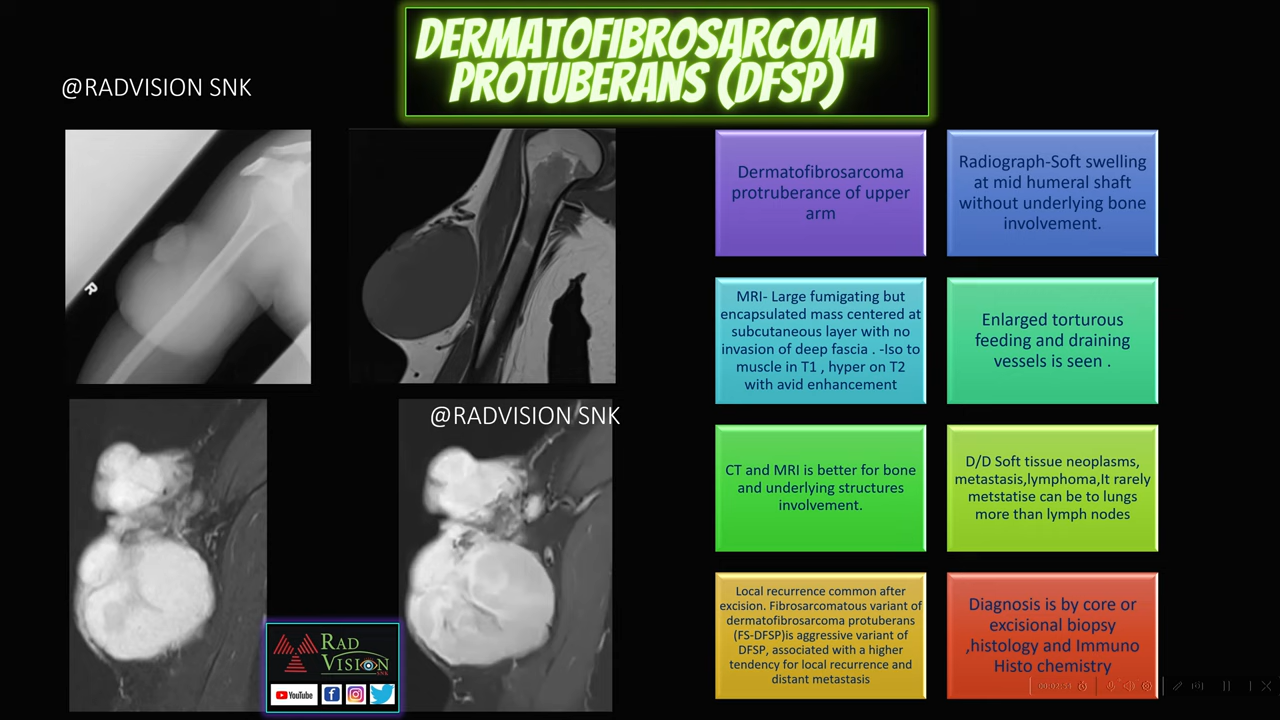 DERMATOFIBROSARCOMA
PROTUBERANS (DFSP)
@RADVISION SNK
R
@RADVISION SNK
RAD
VISION
SNK
YouTube
Dermatofibrosarcoma
protruberance of upper
arm
Radiograph-Soft swelling
at mid humeral shaft
without underlying bone
involvement.
MRI- Large fumigating but
encapsulated mass centered at
subcutaneous layer with no
invasion of deep fascia . -Iso to
muscle in T1 , hyper on T2
with avid enhancement
Enlarged torturous
feeding and draining
vessels is seen .
CT and MRI is better for bone
and underlying structures
involvement.
D/D Soft tissue neoplasms,
metastasis,lymphoma,It rarely
metstatise can be to lungs
more than lymph nodes
Local recurrence common after
excision. Fibrosarcomatous variant of
dermatofibrosarcoma protuberans
(FS-DFSP)is aggressive variant of
DFSP, associated with a higher
tendency for local recurrence and
distant metastasis
Diagnosis is by core or
excisional biopsy
,histology and Immuno
Histo chemistry